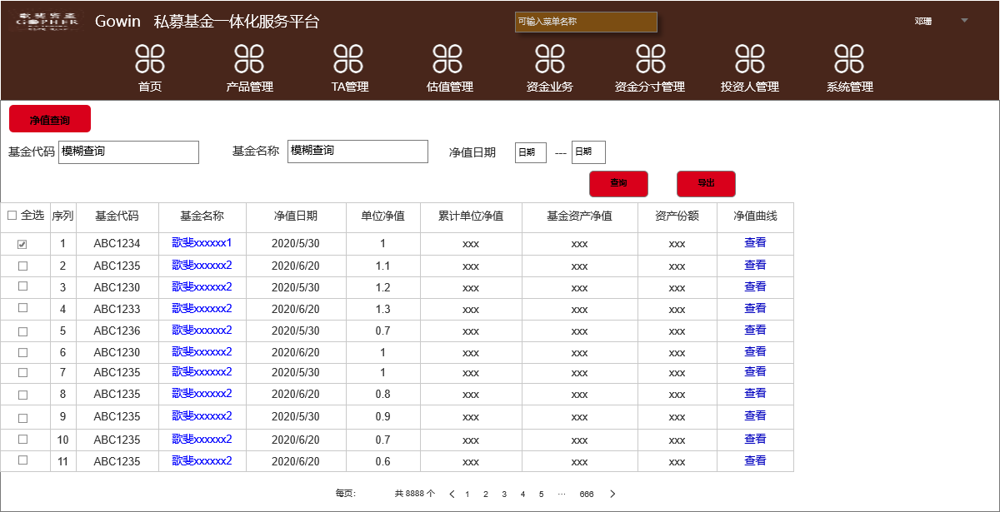 歌斐资产
GOPHER
Gowin 私募基金一体化服务平台
可输入菜单名称
邓珊
首页 产品管理 TA管理 估值管理 资金业务 资金分寸管理 投资人管理 系统管理
净值查询
基金代码 模糊查询 基金名称 模糊查询 净值日期 日期 --- 日期
查询 导出
全选 序列 基金代码 基金名称 净值日期 单位净值 累计单位净值 基金资产净值 资产份额 净值曲线
1 ABC1234 歌斐xxxxxx1 2020/5/30 1 xxx xxx xxx 查看
2 ABC1235 歌斐xxxxxx2 2020/6/20 1.1 xxx xxx xxx 查看
3 ABC1230 歌斐xxxxxx2 2020/5/30 1.2 xxx xxx xxx 查看
4 ABC1233 歌斐xxxxxx2 2020/6/20 1.3 xxx xxx xxx 查看
5 ABC1236 歌斐xxxxxx2 2020/5/30 0.7 xxx xxx xxx 查看
6 ABC1230 歌斐xxxxxx2 2020/6/20 1 xxx xxx xxx 查看
7 ABC1235 歌斐xxxxxx2 2020/5/30 1 xxx xxx xxx 查看
8 ABC1235 歌斐xxxxxx2 2020/6/20 0.8 xxx xxx xxx 查看
9 ABC1235 歌斐xxxxxx2 2020/5/30 0.9 xxx xxx xxx 查看
10 ABC1235 歌斐xxxxxx2 2020/6/20 0.7 xxx xxx xxx 查看
11 ABC1235 歌斐xxxxxx2 2020/6/20 0.6 xxx xxx xxx 查看
每页: 共 8888 个 < 1 2 3 4 5 ··· 666 >